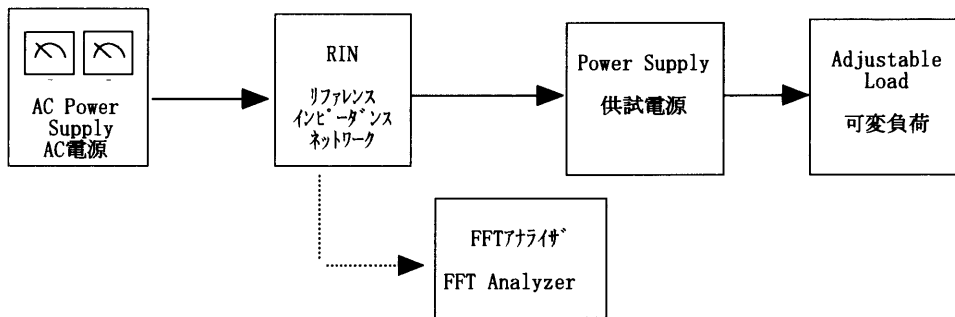 AC Power
Supply
AC電源
RIN
リファレンス
インピーダンス
ネットワーク
Power Supply
供試電源
Adjustable
Load
可変負荷
FFTアナライザ
FFT Analyzer